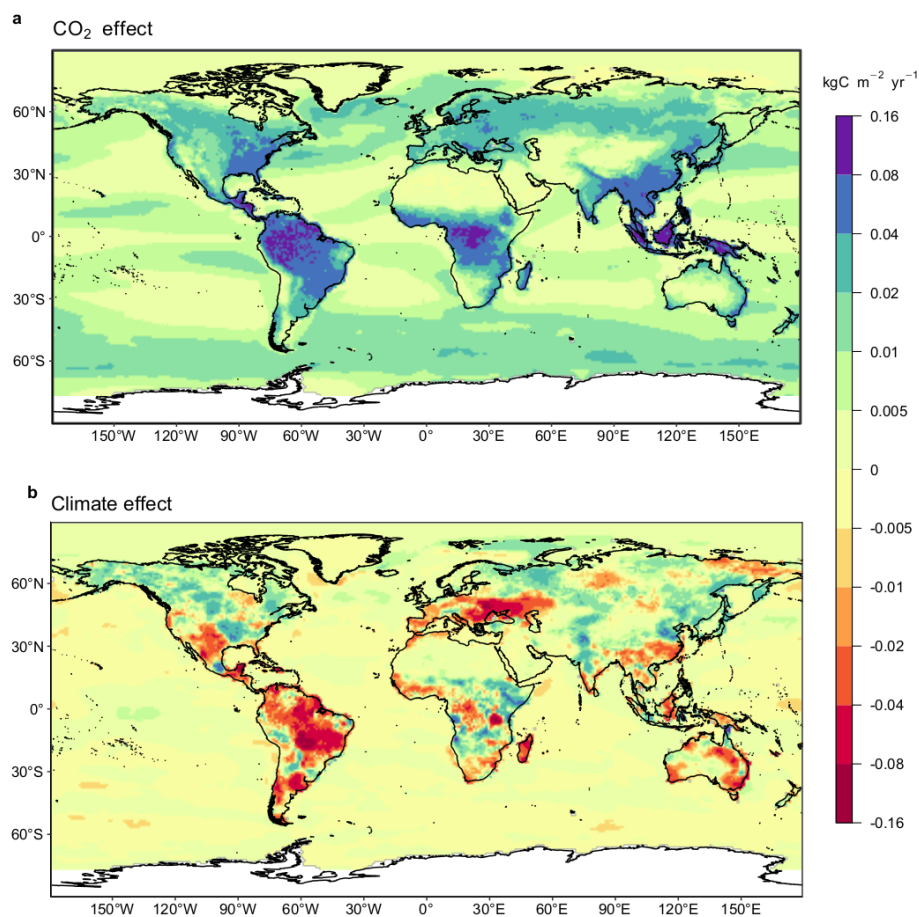 a
CO₂ effect
60°N
30°N
0°
30°S
60°S
150°W 120°W 90°W 60°W 30°W 0° 30°E 60°E 90°E 120°E 150°E
kgC m⁻² yr⁻¹
0.16
0.08
0.04
0.02
0.01
0.005
0
-0.005
-0.01
-0.02
-0.04
-0.08
-0.16
b
Climate effect
60°N
30°N
0°
30°S
60°S
150°W 120°W 90°W 60°W 30°W 0° 30°E 60°E 90°E 120°E 150°E